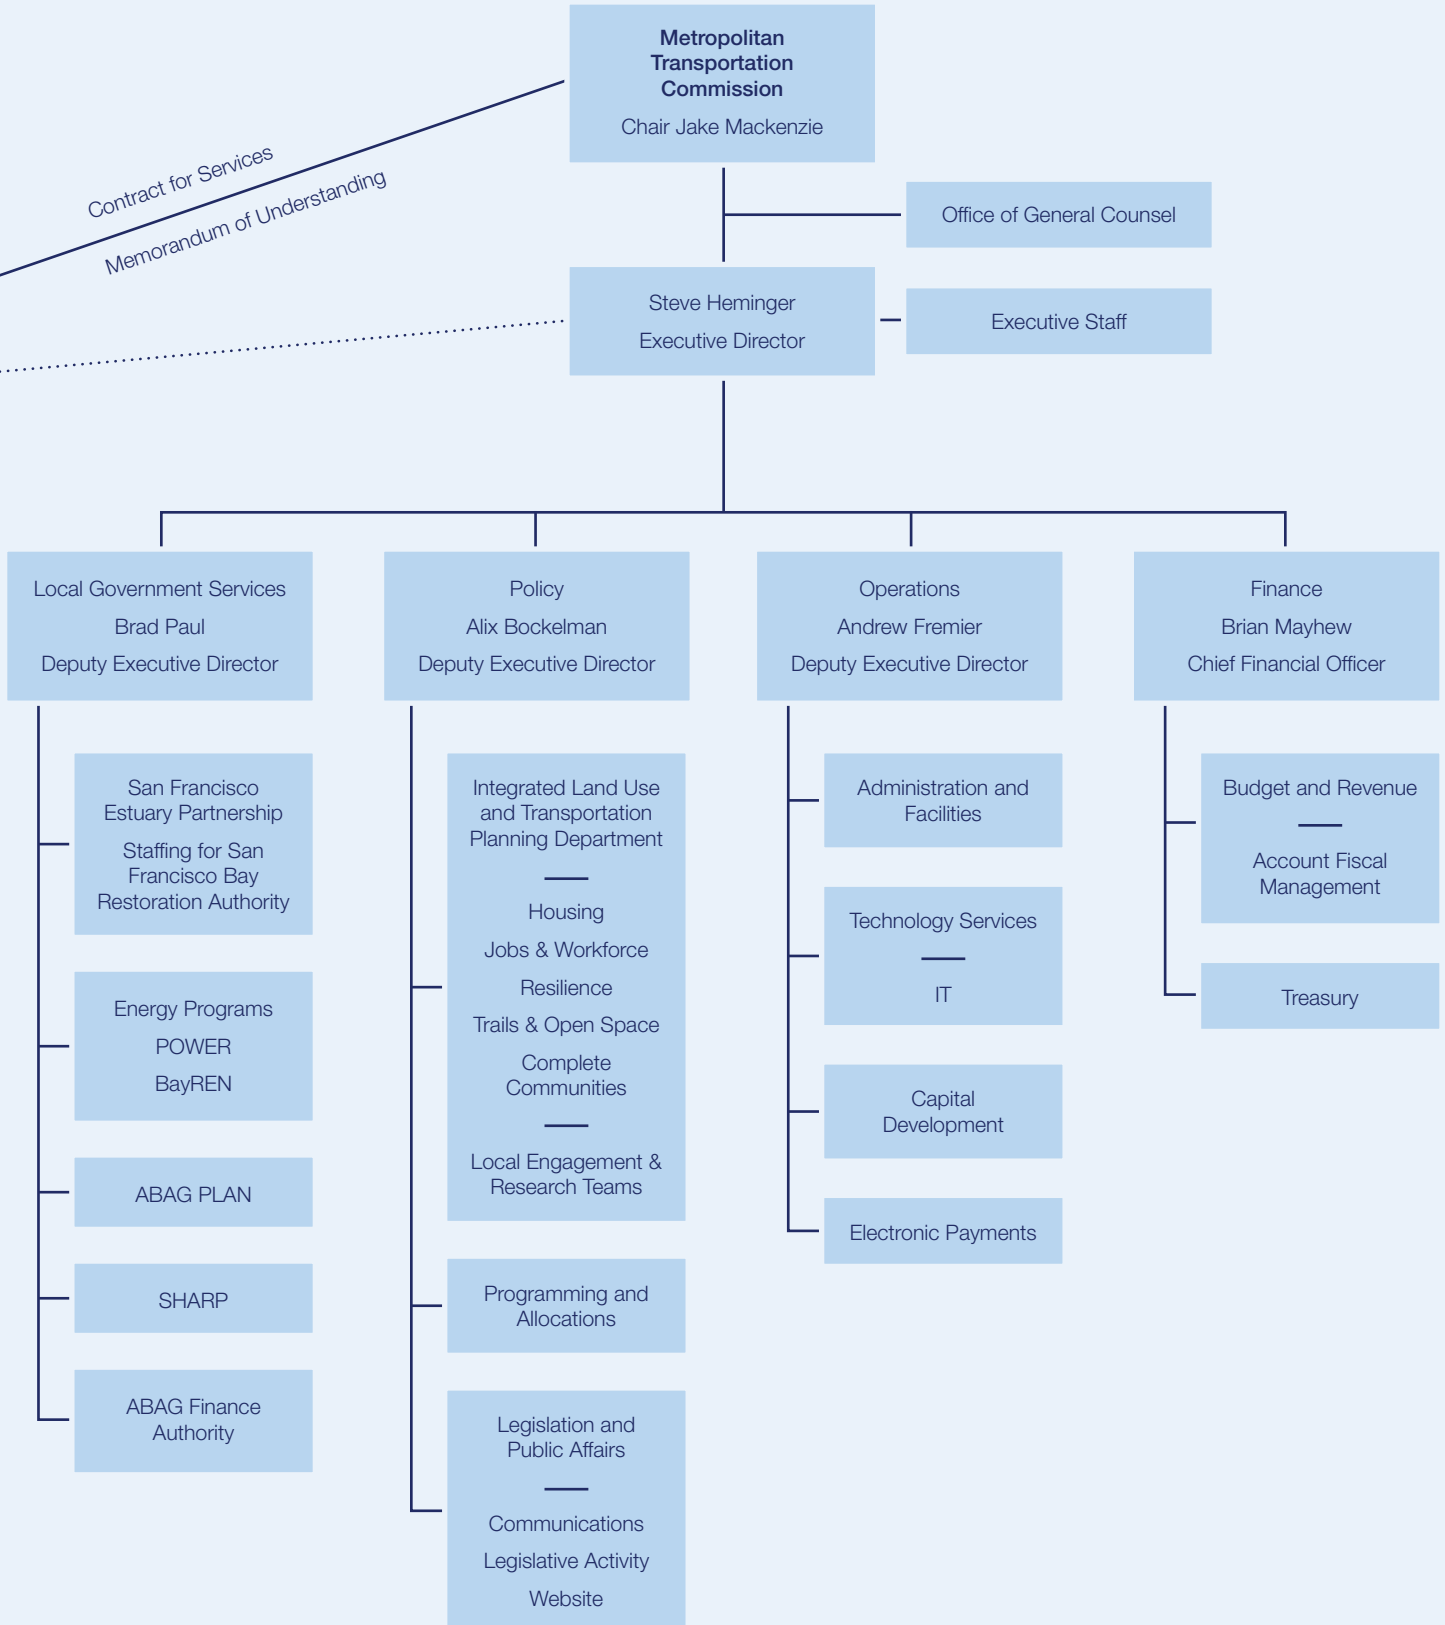 Metropolitan
Transportation
Commission
Chair Jake Mackenzie
Contract for Services
Memorandum of Understanding
Office of General Counsel
Steve Heminger
Executive Director
Executive Staff
Local Government Services
Brad Paul
Deputy Executive Director
Policy
Alix Bockelman
Deputy Executive Director
Operations
Andrew Fremier
Deputy Executive Director
Finance
Brian Mayhew
Chief Financial Officer
San Francisco
Estuary Partnership
Staffing for San
Francisco Bay
Restoration Authority
Energy Programs
POWER
BayREN
ABAG PLAN
SHARP
ABAG Finance
Authority
Integrated Land Use
and Transportation
Planning Department
Housing
Jobs & Workforce
Resilience
Trails & Open Space
Complete
Communities
Local Engagement &
Research Teams
Programming and
Allocations
Legislation and
Public Affairs
Communications
Legislative Activity
Website
Administration and
Facilities
Technology Services
IT
Capital
Development
Electronic Payments
Budget and Revenue
Account Fiscal
Management
Treasury